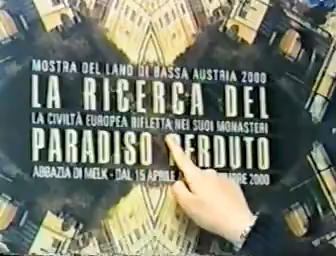 MOSTRA DEL LAND DI BASSA AUSTRIA 2000
LA RICERCA DEL
LA CIVILTÀ EUROPEA RIFLETTA NEI SUOI MONASTERI
PARADISO PERDUTO
ABBAZIA DI MELK - DAL 15 APRILE 2000